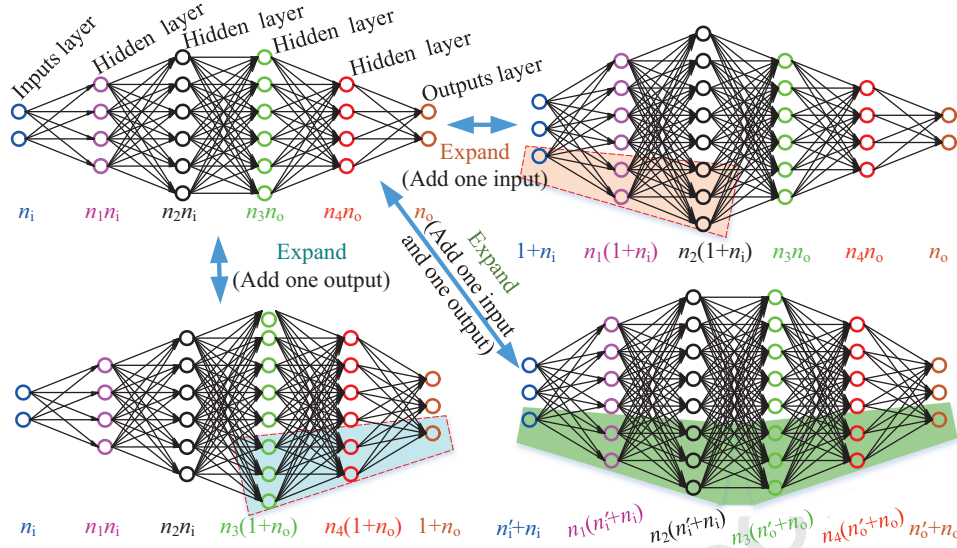 Inputs layer
Hidden layer
Hidden layer
Hidden layer
Hidden layer
Outputs layer
nᵢ
n₁nᵢ
n₂nᵢ
n₃nₒ
n₄nₒ
nₒ
Expand
(Add one input)
1+nᵢ
n₁(1+nᵢ)
n₂(1+nᵢ)
n₃nₒ
n₄nₒ
nₒ
Expand
(Add one output)
Expand
(Add one input
and one output)
nᵢ
n₁nᵢ
n₂nᵢ
n₃(1+nₒ)
n₄(1+nₒ)
1+nₒ
n′ᵢ+nᵢ
n₁(n′ᵢ+nᵢ)
n₂(n′ᵢ+nᵢ)
n₃(n′ₒ+nₒ)
n₄(n′ₒ+nₒ)
n′ₒ+nₒ